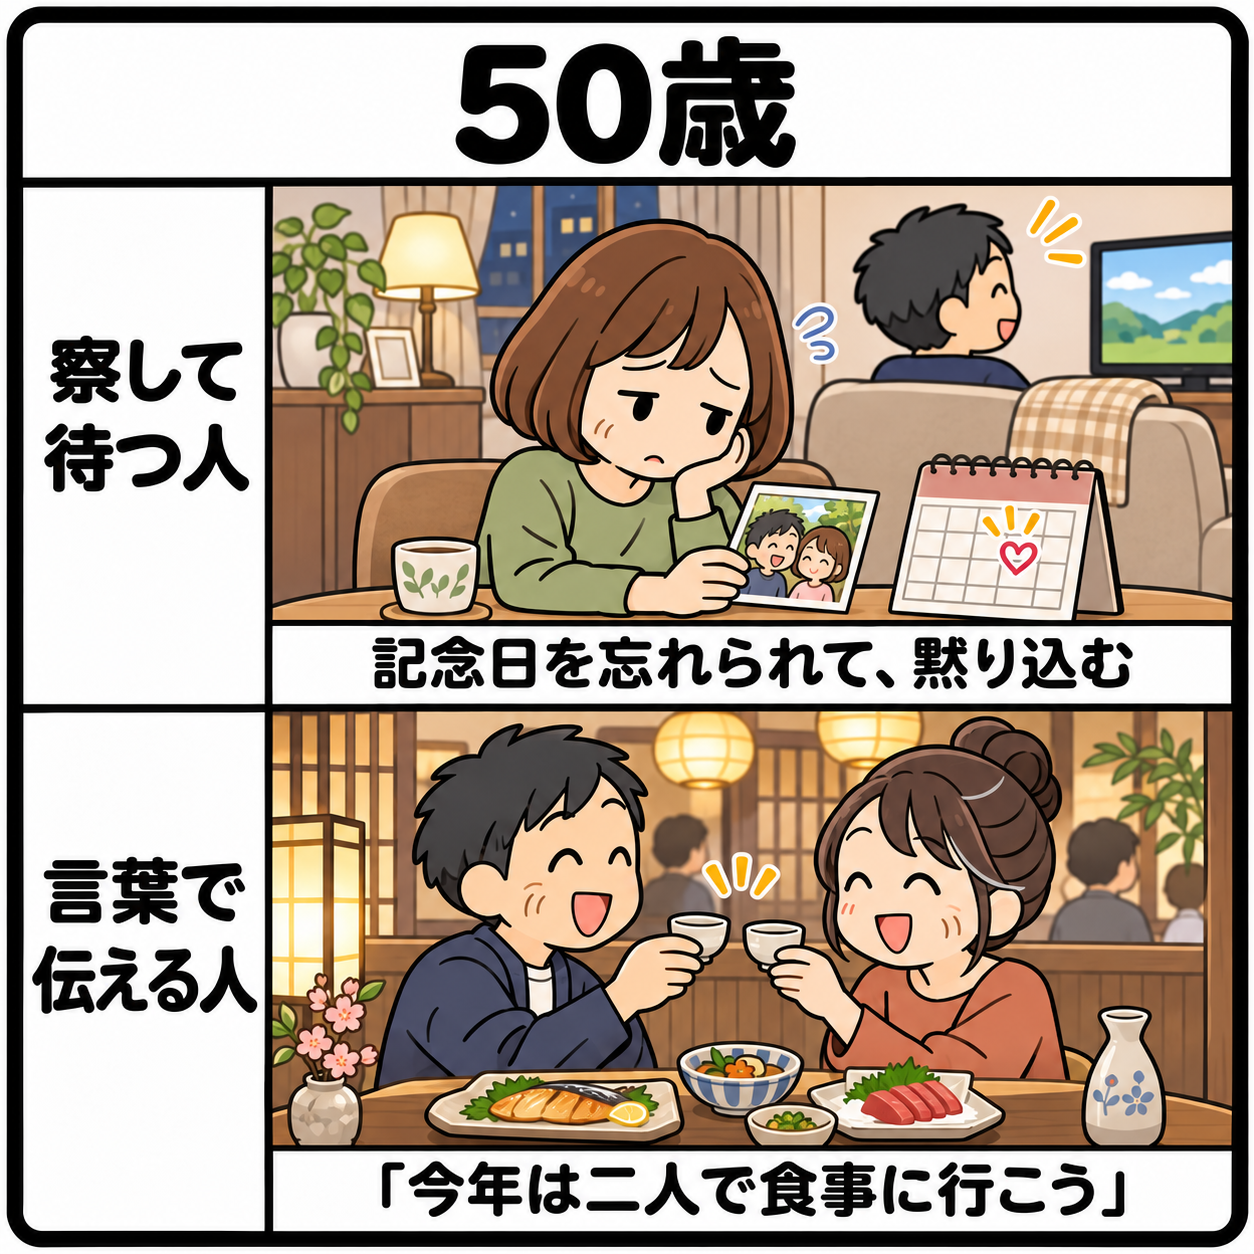 50歳
察して
待つ人
記念日を忘れられて、黙り込む
言葉で
伝える人
「今年は二人で食事に行こう」